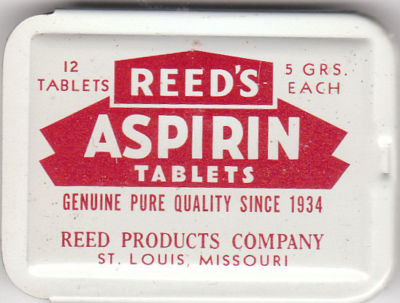 12 TABLETS
REED'S
5 GRS. EACH
ASPIRIN
TABLETS
GENUINE PURE QUALITY SINCE 1934
REED PRODUCTS COMPANY
ST. LOUIS, MISSOURI